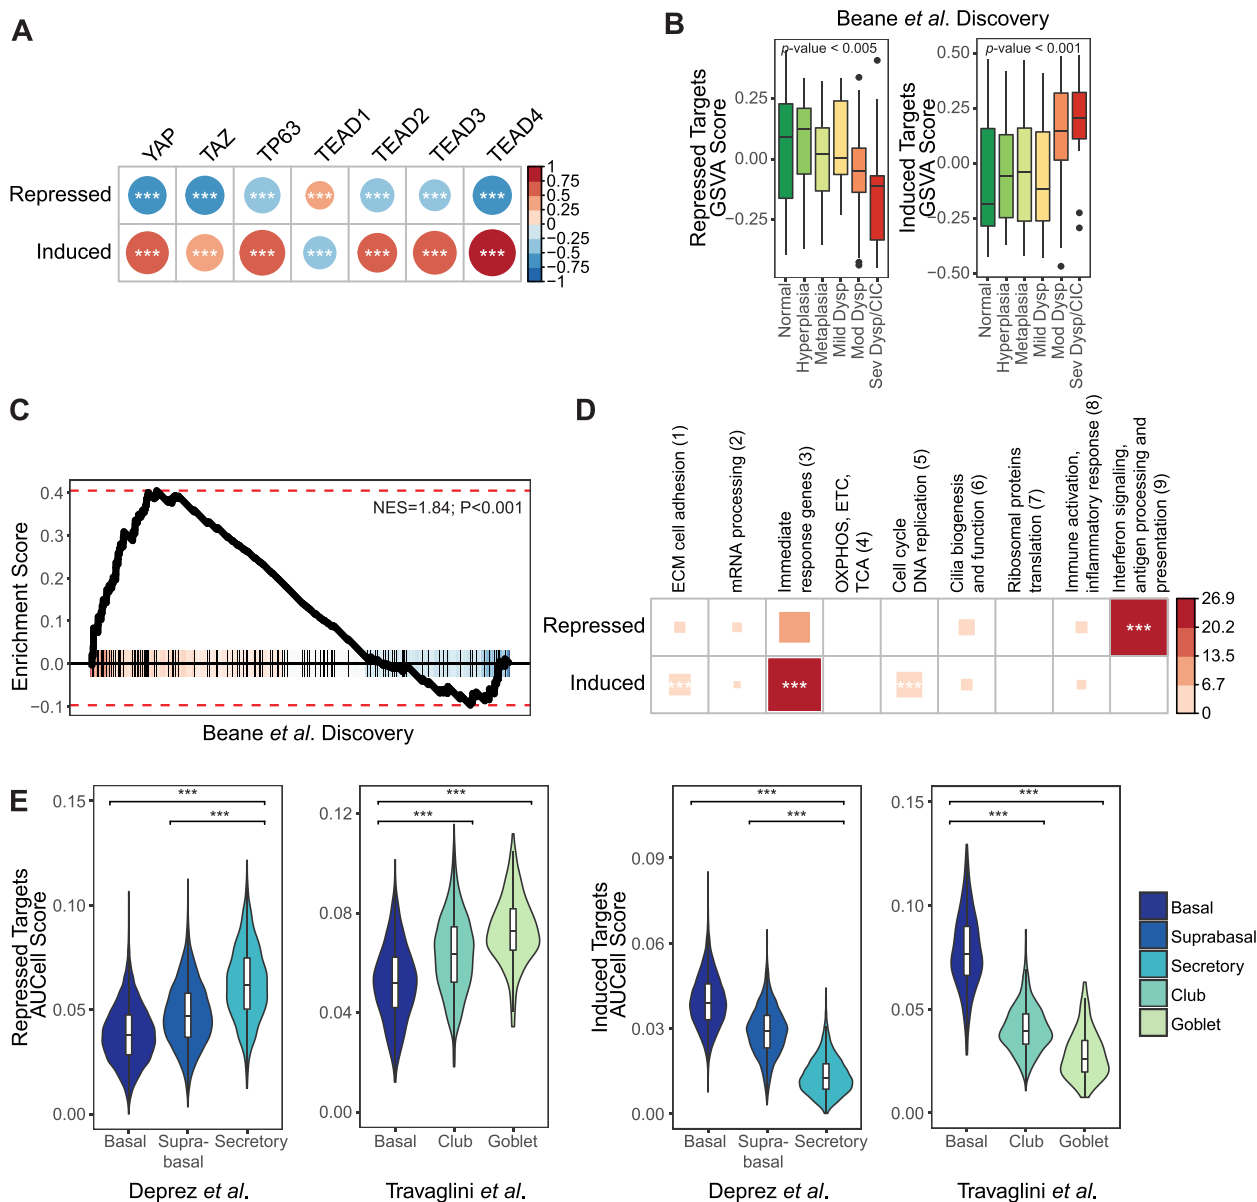 A
YAP
TAZ
TP63
TEAD1
TEAD2
TEAD3
TEAD4
Repressed
*** *** *** *** *** *** ***
Induced
*** *** *** *** *** *** ***
1
0.75
0.5
0.25
0
−0.25
−0.5
−0.75
−1
B
Beane et al. Discovery
Repressed Targets
GSVA Score
p-value < 0.005
0.25
0.00
−0.25
Normal
Hyperplasia
Metaplasia
Mild Dysp
Mod Dysp
Sev Dysp/CIC
Induced Targets
GSVA Score
p-value < 0.001
0.50
0.25
0.00
−0.25
−0.50
Normal
Hyperplasia
Metaplasia
Mild Dysp
Mod Dysp
Sev Dysp/CIC
C
Enrichment Score
0.4
0.3
0.2
0.1
0.0
−0.1
NES=1.84; P<0.001
Beane et al. Discovery
D
ECM cell adhesion (1)
mRNA processing (2)
Immediate
response genes (3)
OXPHOS, ETC,
TCA (4)
Cell cycle
DNA replication (5)
Cilia biogenesis
and function (6)
Ribosomal proteins
translation (7)
Immune activation,
inflammatory response (8)
Interferon signaling,
antigen processing and
presentation (9)
Repressed
***
Induced
*** *** ***
26.9
20.2
13.5
6.7
0
E
Repressed Targets
AUCell Score
0.15
0.10
0.05
0.00
***
***
Basal
Supra-
basal
Secretory
Deprez et al.
0.12
0.08
0.04
0.00
***
***
Basal
Club
Goblet
Travaglini et al.
Induced Targets
AUCell Score
0.09
0.06
0.03
0.00
***
***
Basal
Supra-
basal
Secretory
Deprez et al.
0.15
0.10
0.05
0.00
***
***
Basal
Club
Goblet
Travaglini et al.
Basal
Suprabasal
Secretory
Club
Goblet